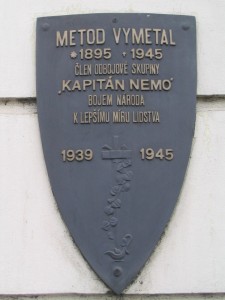 METOD VYMETAL
* 1895 + 1945
ČLEN ODBOJOVÉ SKUPINY
„KAPITÁN NEMO"
BOJEM NÁRODA
K LEPŠÍMU MÍRU LIDSTVA
1939 1945